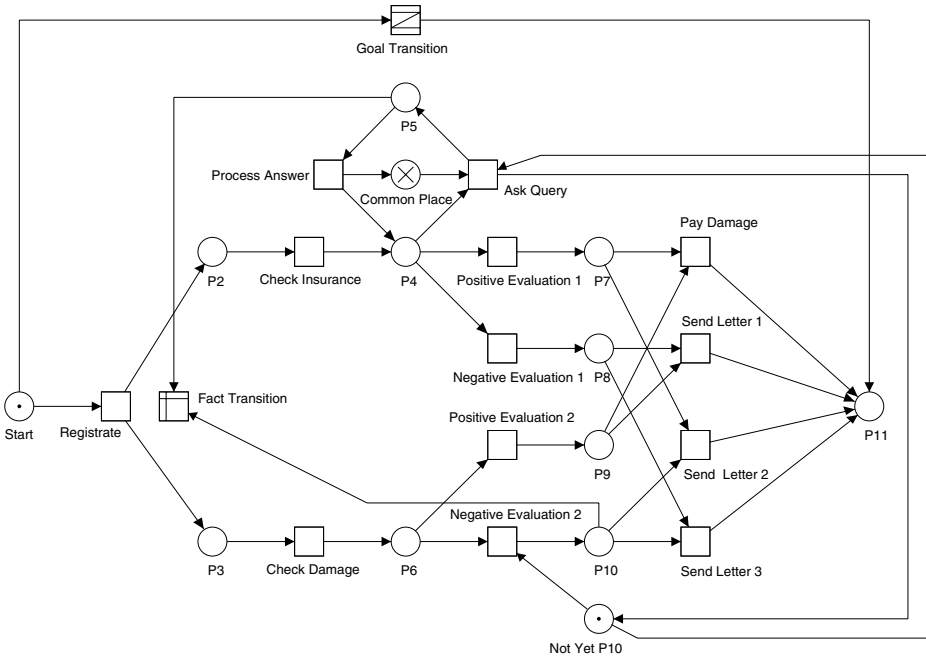 Goal Transition
P5
Process Answer
Common Place
Ask Query
Pay Damage
P2
Check Insurance
P4
Positive Evaluation 1
P7
Send Letter 1
Negative Evaluation 1
P8
Fact Transition
Start
Registrate
Positive Evaluation 2
P9
P11
Send Letter 2
Negative Evaluation 2
P3
Check Damage
P6
P10
Send Letter 3
Not Yet P10